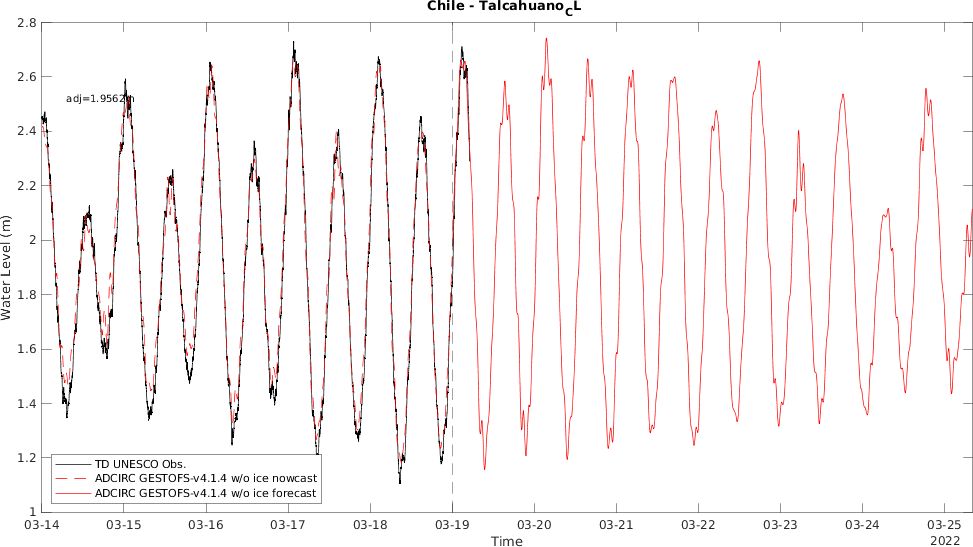 Chile - Talcahuano_CL
2.8
2.6
2.4
2.2
2
1.8
1.6
1.4
1.2
1
Water Level (m)
adj=1.9562m
TD UNESCO Obs.
ADCIRC GESTOFS-v4.1.4 w/o ice nowcast
ADCIRC GESTOFS-v4.1.4 w/o ice forecast
03-14 03-15 03-16 03-17 03-18 03-19 03-20 03-21 03-22 03-23 03-24 03-25
Time
2022